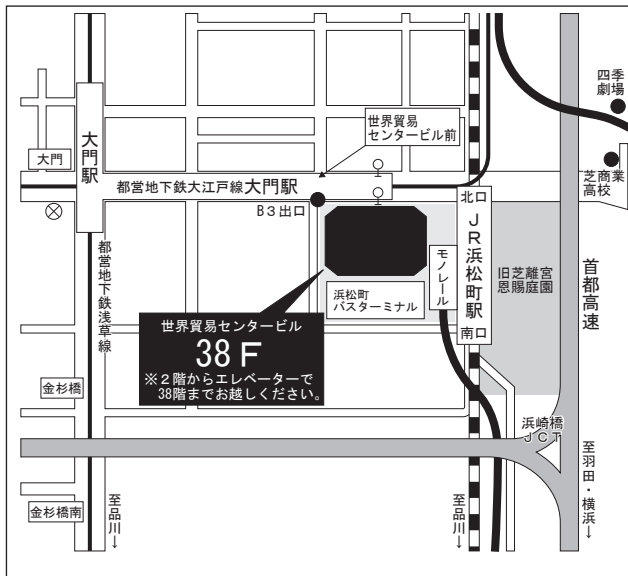 四季
劇場
世界貿易
センタービル前
大門駅
大門
都営地下鉄大江戸線大門駅
芝商業
高校
B3出口
北口
JR浜松町駅
南口
モノレール
旧芝離宮
恩賜庭園
首都高速
都営地下鉄浅草線
浜松町
バスターミナル
世界貿易センタービル
38F
※2階からエレベーターで
38階までお越しください。
金杉橋
浜崎橋
JCT
至羽田・横浜→
金杉橋南
至品川→
至品川→